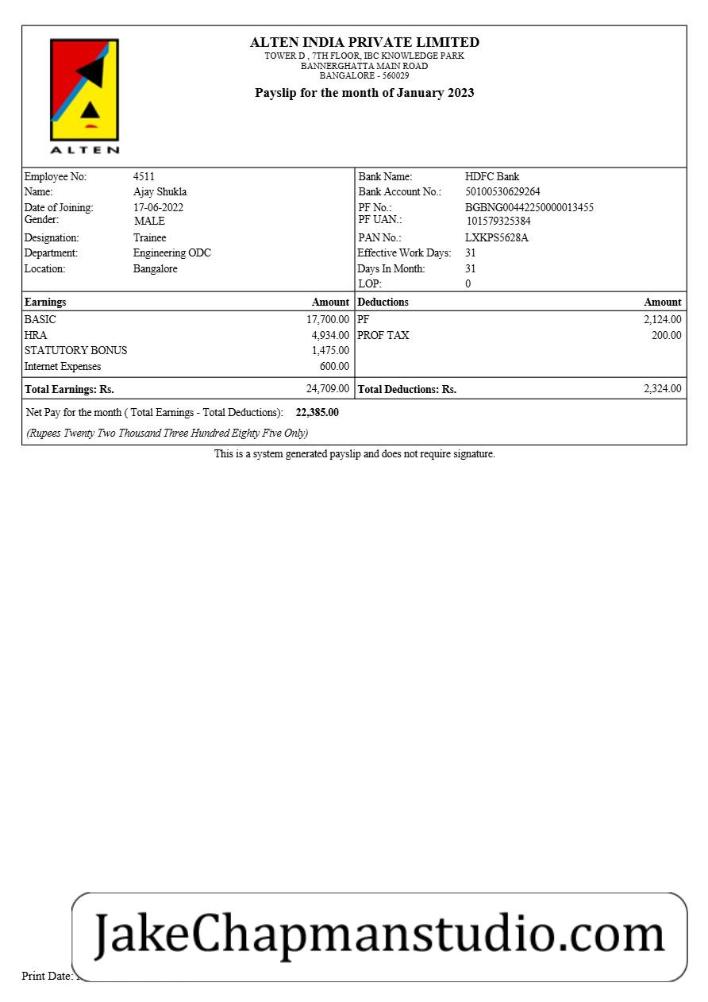 ALTEN INDIA PRIVATE LIMITED
TOWER D , 7TH FLOOR, IBC KNOWLEDGE PARK
BANNERGHATTA MAIN ROAD
BANGALORE - 560029
Payslip for the month of January 2023
ALTEN
Employee No: 4511 Bank Name: HDFC Bank
Name: Ajay Shukla Bank Account No.: 50100530629264
Date of Joining: 17-06-2022 PF No.: BGBNG00442250000013455
Gender: MALE PF UAN.: 101579325384
Designation: Trainee PAN No.: LXKPS5628A
Department: Engineering ODC Effective Work Days: 31
Location: Bangalore Days In Month: 31
LOP: 0
Earnings Amount Deductions Amount
BASIC 17,700.00 PF 2,124.00
HRA 4,934.00 PROF TAX 200.00
STATUTORY BONUS 1,475.00
Internet Expenses 600.00
Total Earnings: Rs. 24,709.00 Total Deductions: Rs. 2,324.00
Net Pay for the month ( Total Earnings - Total Deductions): 22,385.00
(Rupees Twenty Two Thousand Three Hundred Eighty Five Only)
This is a system generated payslip and does not require signature.
JakeChapmanstudio.com
Print Date: